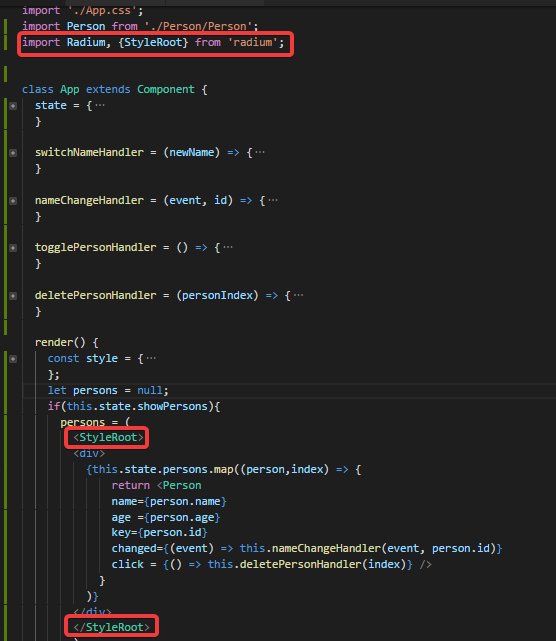 import './App.css';
import Person from './Person/Person';
import Radium, {StyleRoot} from 'radium';
class App extends Component {
state = {···
}
switchNameHandler = (newName) => {···
}
nameChangeHandler = (event, id) => {···
}
togglePersonHandler = () => {···
}
deletePersonHandler = (personIndex) => {···
}
render() {
const style = {···
};
let persons = null;
if(this.state.showPersons){
persons = (
<StyleRoot>
<div>
{this.state.persons.map((person,index) => {
return <Person
name={person.name}
age ={person.age}
key={person.id}
changed={(event) => this.nameChangeHandler(event, person.id)}
click = {() => this.deletePersonHandler(index)} />
}
)}
</div>
</StyleRoot>